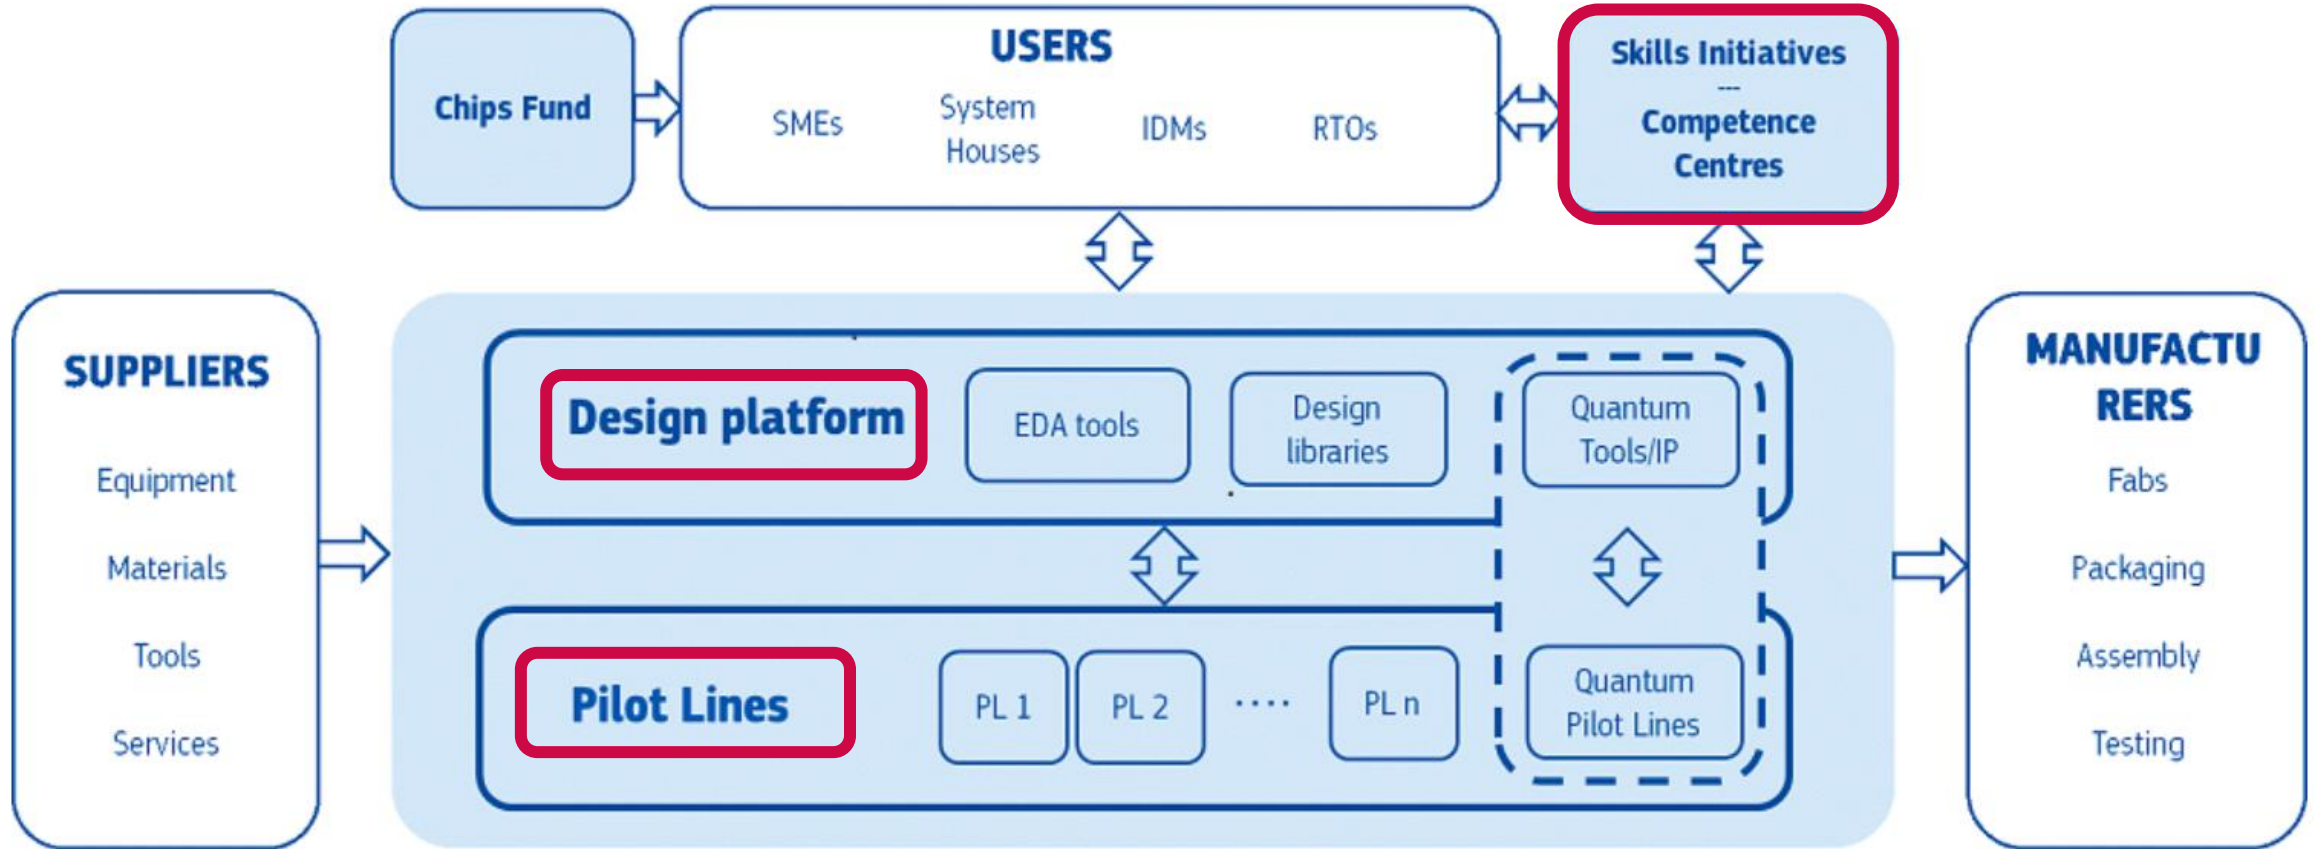 Chips Fund
USERS
SMEs
System
Houses
IDMs
RTOs
Skills Initiatives
---
Competence
Centres
SUPPLIERS
Equipment
Materials
Tools
Services
Design platform
EDA tools
Design
libraries
Quantum
Tools/IP
Pilot Lines
PL 1
PL 2
....
PL n
Quantum
Pilot Lines
MANUFACTU
RERS
Fabs
Packaging
Assembly
Testing